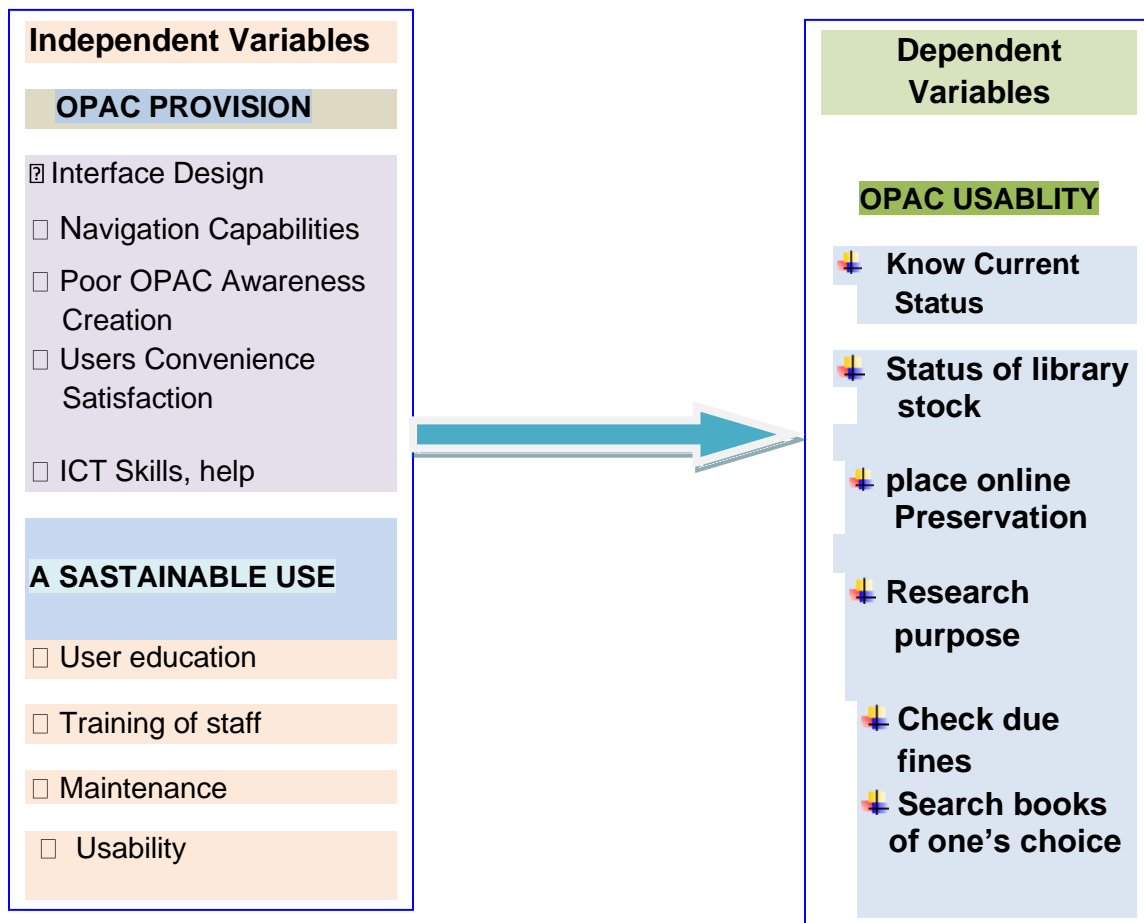 Independent Variables
OPAC PROVISION
Interface Design
□ Navigation Capabilities
□ Poor OPAC Awareness
Creation
□ Users Convenience
Satisfaction
□ ICT Skills, help
A SASTAINABLE USE
□ User education
□ Training of staff
□ Maintenance
□ Usability
Dependent
Variables
OPAC USABLITY
Know Current
Status
Status of library
stock
place online
Preservation
Research
purpose
Check due
fines
Search books
of one’s choice